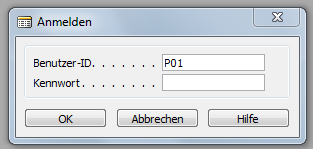 Anmelden
Benutzer-ID. . . . . . . P01
Kennwort . . . . . . . .
OK Abbrechen Hilfe